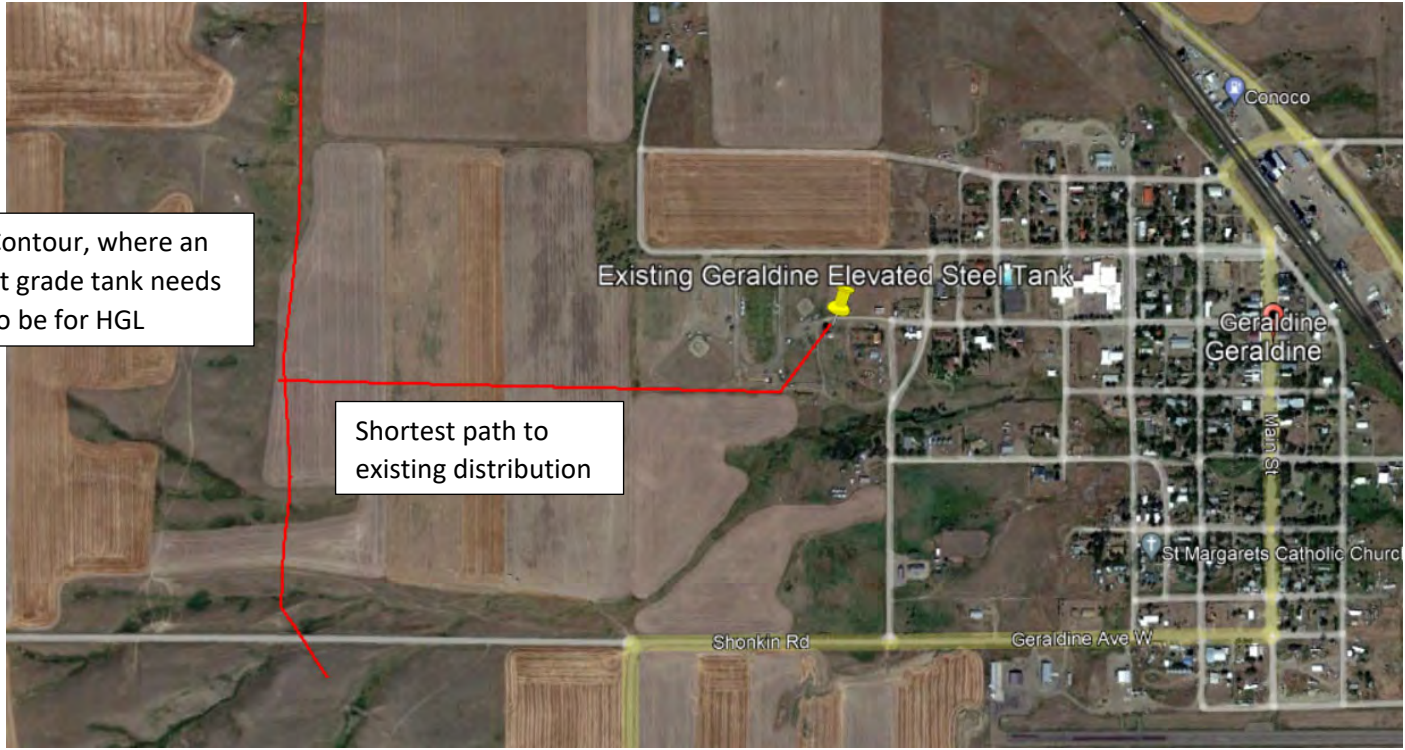 Conoco
Contour, where an
t grade tank needs
o be for HGL
Existing Geraldine Elevated Steel Tank
Geraldine
Geraldine
Shortest path to
existing distribution
Main St
St Margarets Catholic Church
Shonkin Rd
Geraldine Ave W